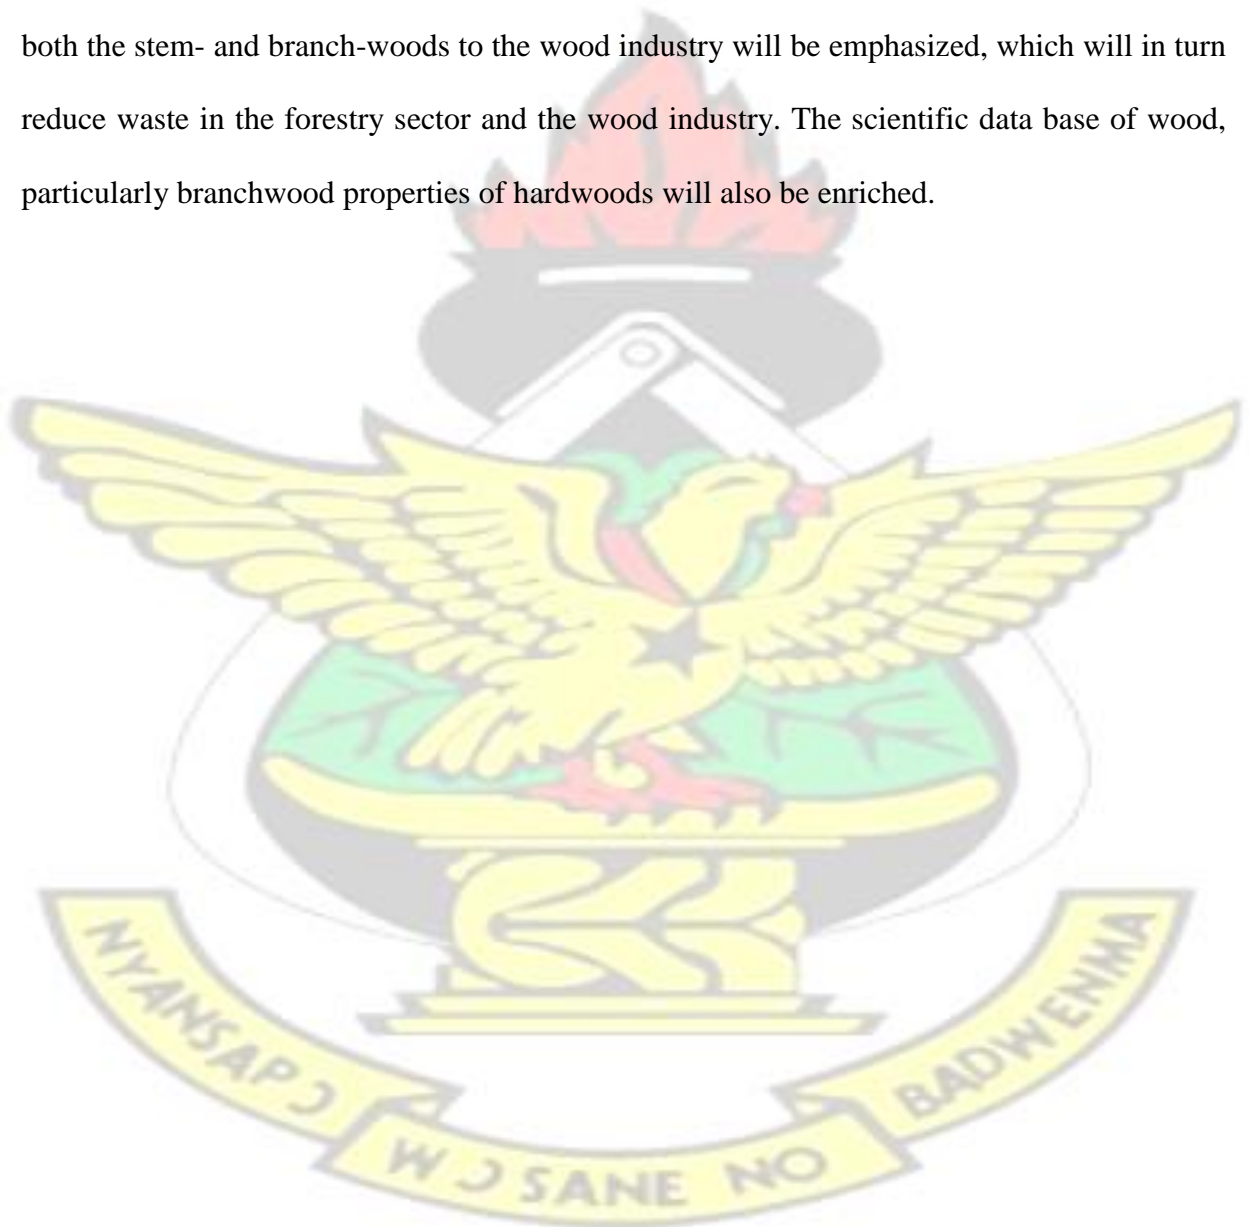 both the stem- and branch-woods to the wood industry will be emphasized, which will in turn
reduce waste in the forestry sector and the wood industry. The scientific data base of wood,
particularly branchwood properties of hardwoods will also be enriched.
NYANSAPƆ
WƆSANE NO
BADWENMA